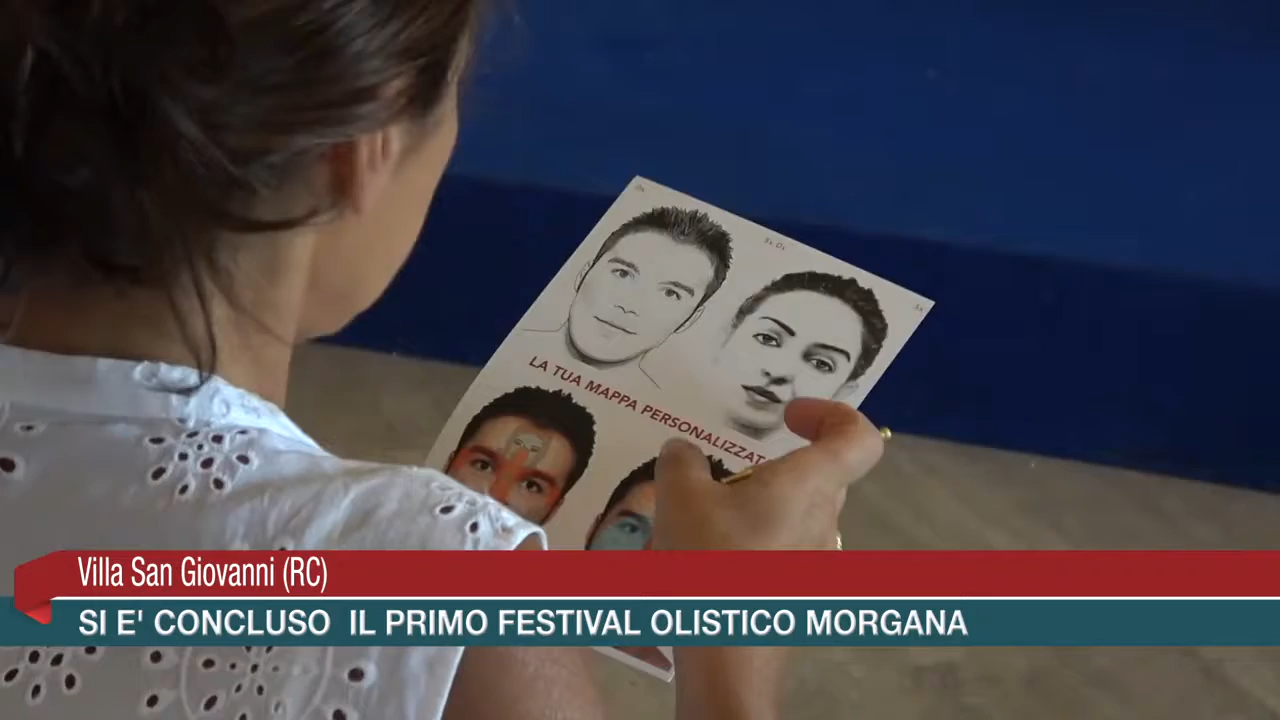 LA TUA MAPPA PERSONALIZZAT
Villa San Giovanni (RC)
SI E' CONCLUSO IL PRIMO FESTIVAL OLISTICO MORGANA